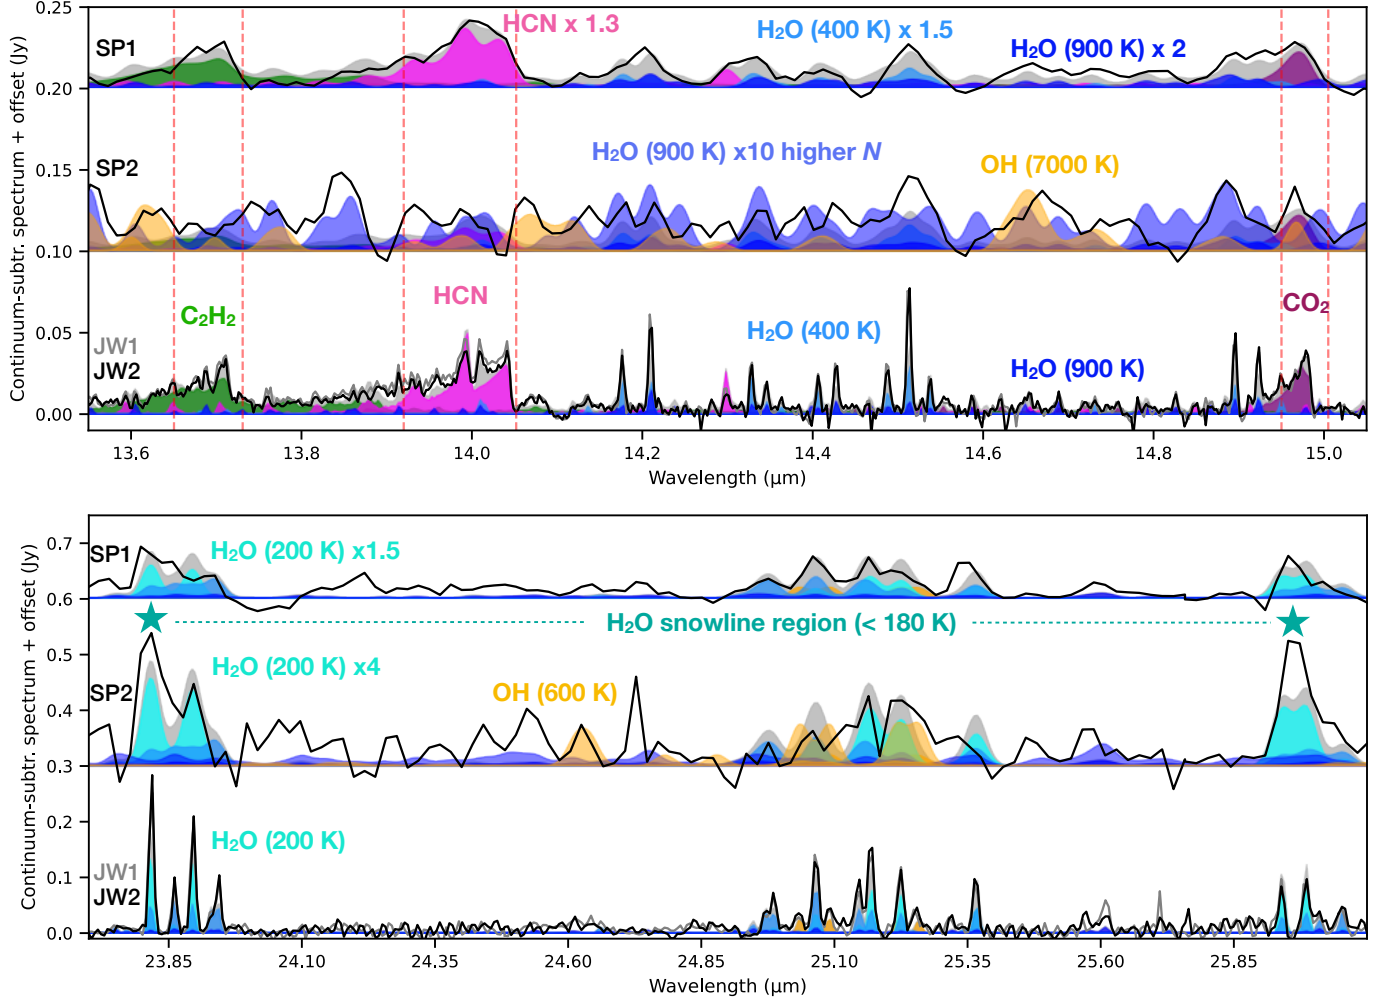 0.25
0.20
0.15
0.10
0.05
0.00
Continuum-subtr. spectrum + offset (Jy)
SP1
HCN x 1.3
H₂O (400 K) x 1.5
H₂O (900 K) x 2
SP2
H₂O (900 K) x10 higher N
OH (7000 K)
C₂H₂
HCN
H₂O (400 K)
H₂O (900 K)
CO₂
JW1
JW2
13.6 13.8 14.0 14.2 14.4 14.6 14.8 15.0
Wavelength (μm)
0.7
0.6
0.5
0.4
0.3
0.2
0.1
0.0
Continuum-subtr. spectrum + offset (Jy)
SP1
H₂O (200 K) x1.5
H₂O snowline region (< 180 K)
H₂O (200 K) x4
SP2
OH (600 K)
H₂O (200 K)
JW1
JW2
23.85 24.10 24.35 24.60 24.85 25.10 25.35 25.60 25.85
Wavelength (μm)